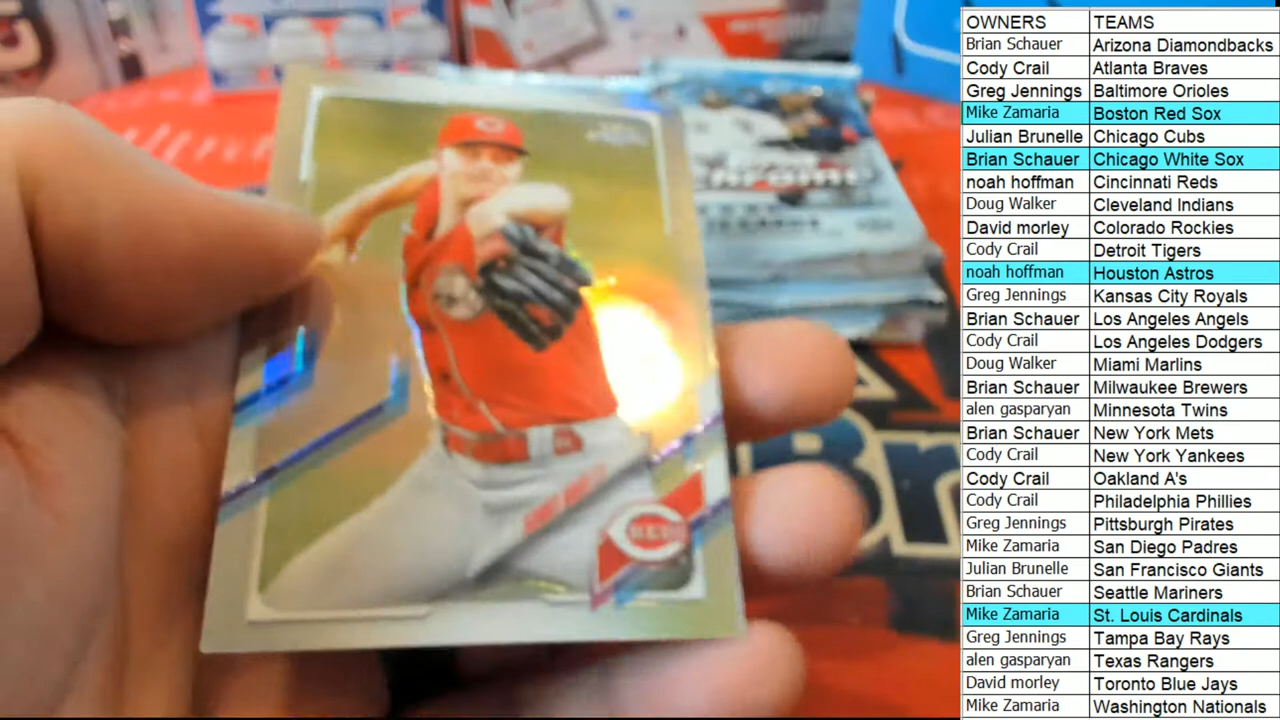 OWNERS TEAMS
Brian Schauer Arizona Diamondbacks
Cody Crail Atlanta Braves
Greg Jennings Baltimore Orioles
Mike Zamaria Boston Red Sox
Julian Brunelle Chicago Cubs
Brian Schauer Chicago White Sox
noah hoffman Cincinnati Reds
Doug Walker Cleveland Indians
David morley Colorado Rockies
Cody Crail Detroit Tigers
noah hoffman Houston Astros
Greg Jennings Kansas City Royals
Brian Schauer Los Angeles Angels
Cody Crail Los Angeles Dodgers
Doug Walker Miami Marlins
Brian Schauer Milwaukee Brewers
alen gasparyan Minnesota Twins
Brian Schauer New York Mets
Cody Crail New York Yankees
Cody Crail Oakland A's
Cody Crail Philadelphia Phillies
Greg Jennings Pittsburgh Pirates
Mike Zamaria San Diego Padres
Julian Brunelle San Francisco Giants
Brian Schauer Seattle Mariners
Mike Zamaria St. Louis Cardinals
Greg Jennings Tampa Bay Rays
alen gasparyan Texas Rangers
David morley Toronto Blue Jays
Mike Zamaria Washington Nationals
REDS